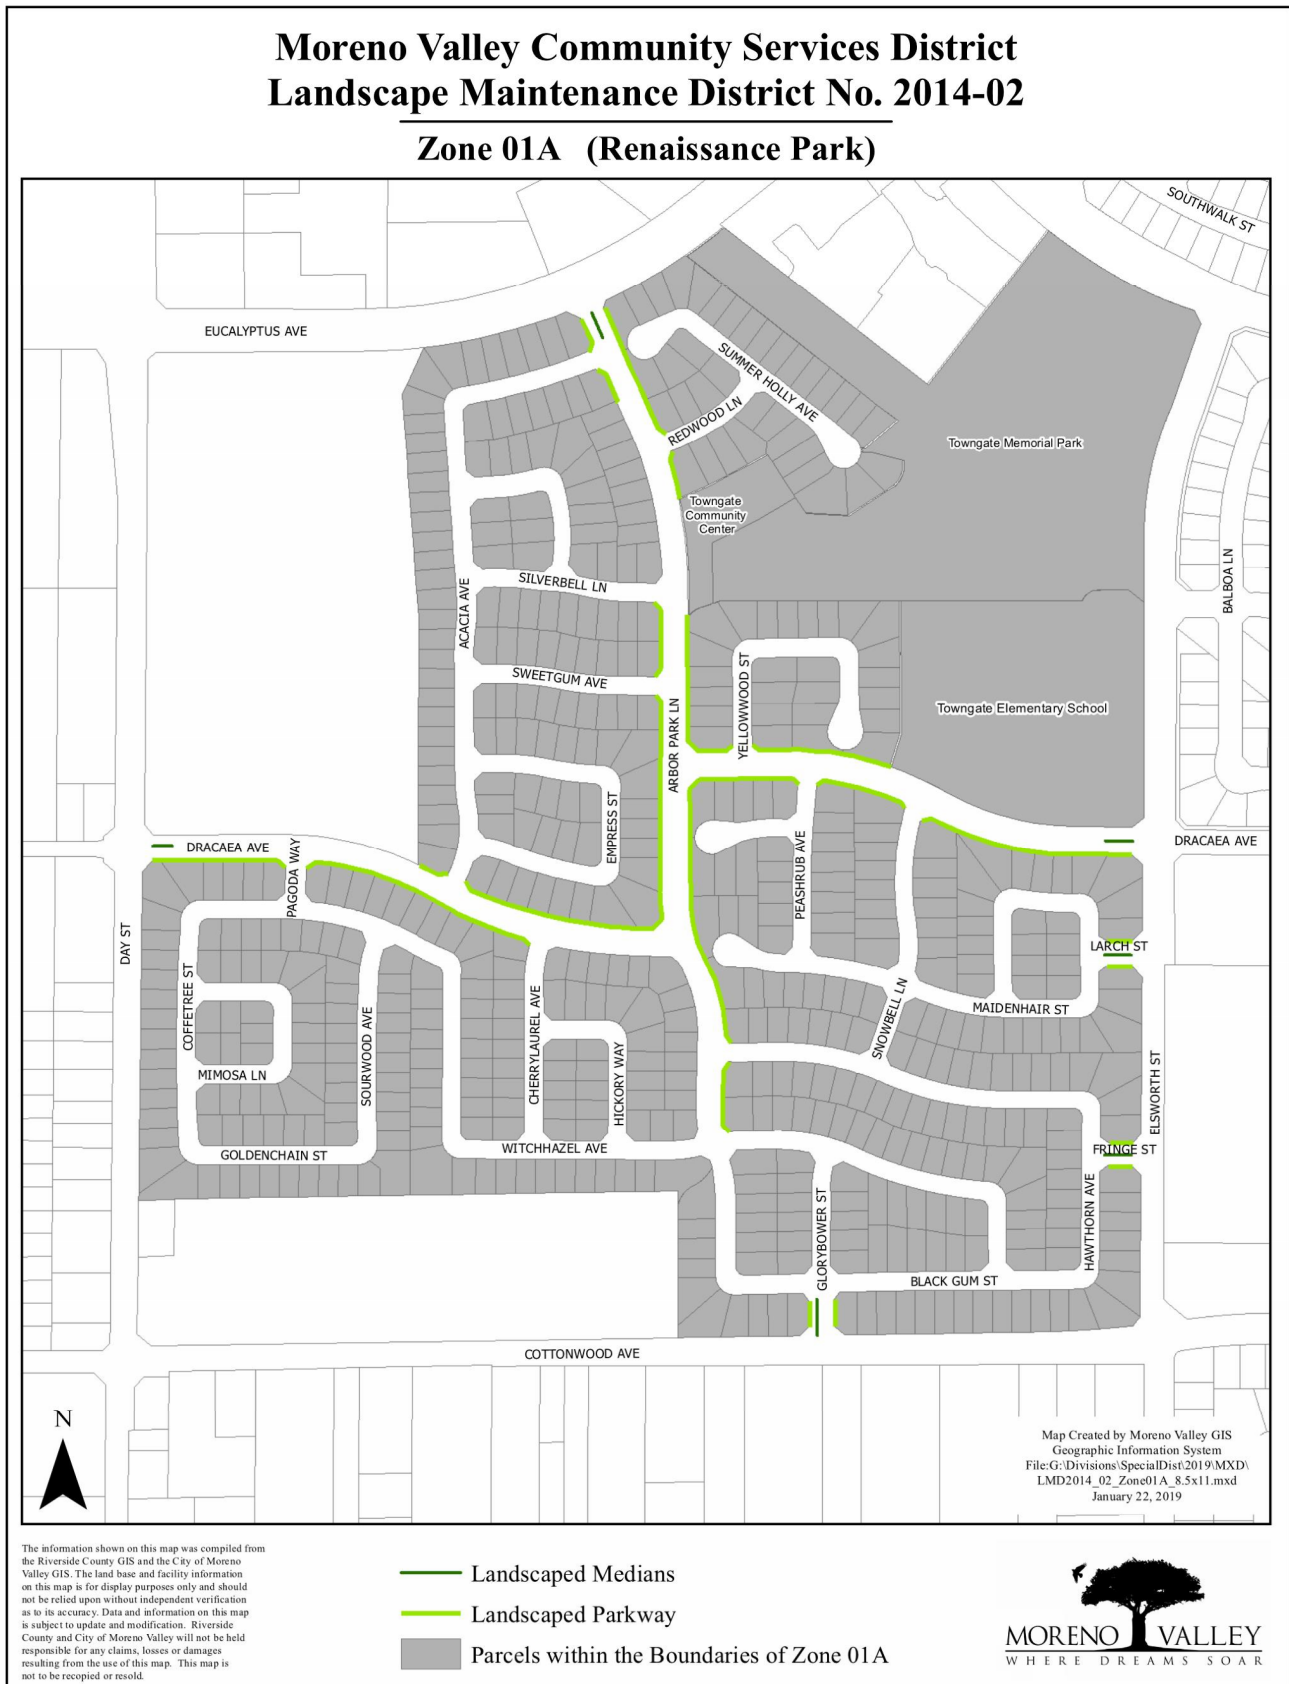 Moreno Valley Community Services District
Landscape Maintenance District No. 2014-02
Zone 01A (Renaissance Park)
SOUTHWALK ST
EUCALYPTUS AVE
SUMMER HOLLY AVE
REDWOOD LN
Towngate Memorial Park
Towngate
Community
Center
SILVERBELL LN
ACACIA AVE
BALBOA LN
SWEETGUM AVE
YELLOWWOOD ST
ARBOR PARK LN
Towngate Elementary School
EMPRESS ST
PEASHRUB AVE
DRACAEA AVE
PAGODA WAY
DRACAEA AVE
DAY ST
LARCH ST
COFFETREE ST
SOURWOOD AVE
CHERRYLAUREL AVE
HICKORY WAY
SNOWBELL LN
MAIDENHAIR ST
MIMOSA LN
ELSWORTH ST
GOLDENCHAIN ST
WITCHHAZEL AVE
FRINGE ST
HAWTHORN AVE
GLORYBOWER ST
BLACK GUM ST
COTTONWOOD AVE
N
Map Created by Moreno Valley GIS
Geographic Information System
File:G:\Divisions\SpecialDist\2019\MXD\
LMD2014_02_Zone01A_8.5x11.mxd
January 22, 2019
The information shown on this map was compiled from
the Riverside County GIS and the City of Moreno
Valley GIS. The land base and facility information
on this map is for display purposes only and should
not be relied upon without independent verification
as to its accuracy. Data and information on this map
is subject to update and modification. Riverside
County and City of Moreno Valley will not be held
responsible for any claims, losses or damages
resulting from the use of this map. This map is
not to be recopied or resold.
Landscaped Medians
Landscaped Parkway
Parcels within the Boundaries of Zone 01A
MORENO VALLEY
WHERE DREAMS SOAR